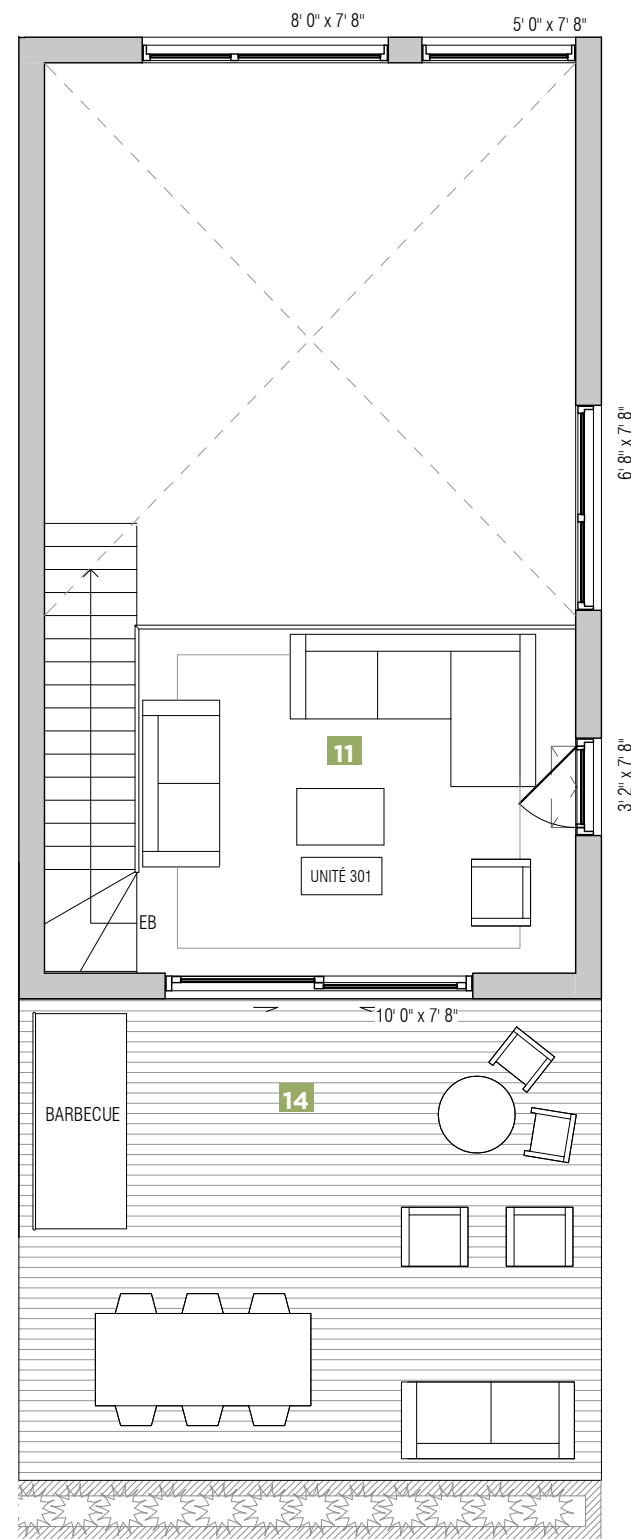 8' 0" x 7' 8"
5' 0" x 7' 8"
6' 8" x 7' 8"
11
3' 2" x 7' 8"
UNITÉ 301
EB
10' 0" x 7' 8"
14
BARBECUE